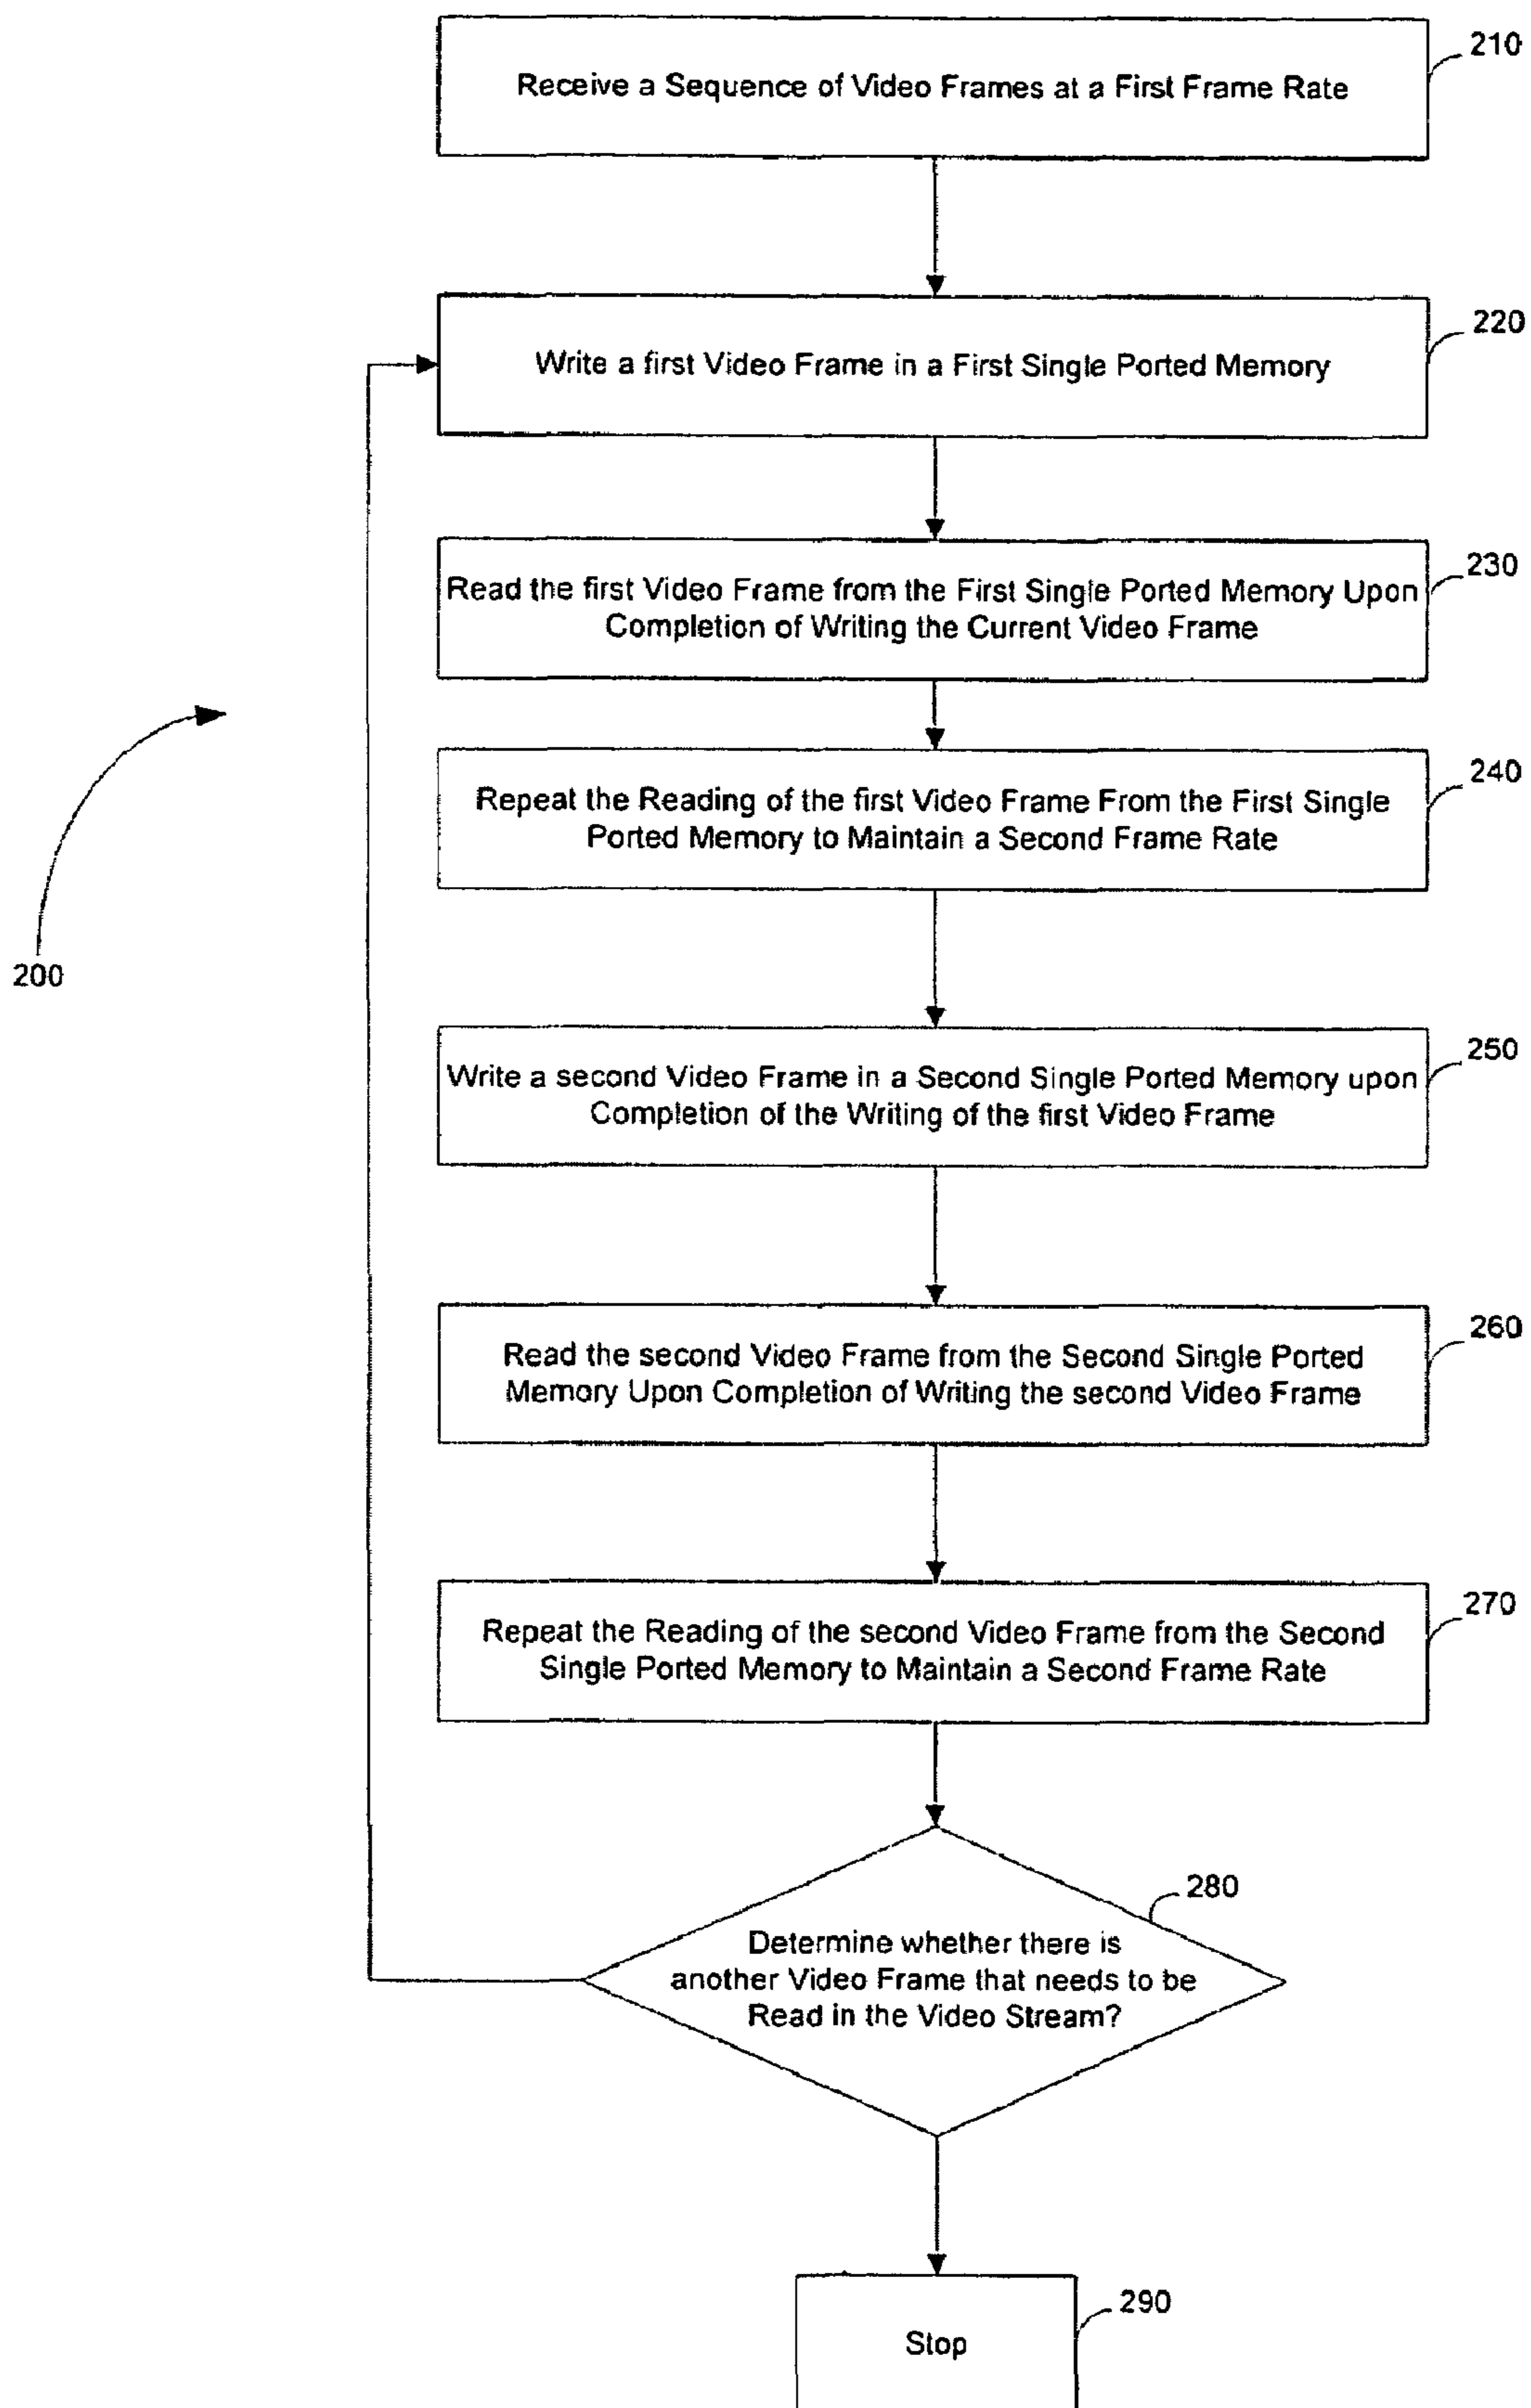 210
Receive a Sequence of Video Frames at a First Frame Rate
220
Write a first Video Frame in a First Single Ported Memory
230
Read the first Video Frame from the First Single Ported Memory Upon
Completion of Writing the Current Video Frame
240
Repeat the Reading of the first Video Frame From the First Single
Ported Memory to Maintain a Second Frame Rate
200
250
Write a second Video Frame in a Second Single Ported Memory upon
Completion of the Writing of the first Video Frame
260
Read the second Video Frame from the Second Single Ported
Memory Upon Completion of Writing the second Video Frame
270
Repeat the Reading of the second Video Frame from the Second
Single Ported Memory to Maintain a Second Frame Rate
280
Determine whether there is
another Video Frame that needs to be
Read in the Video Stream?
290
Stop